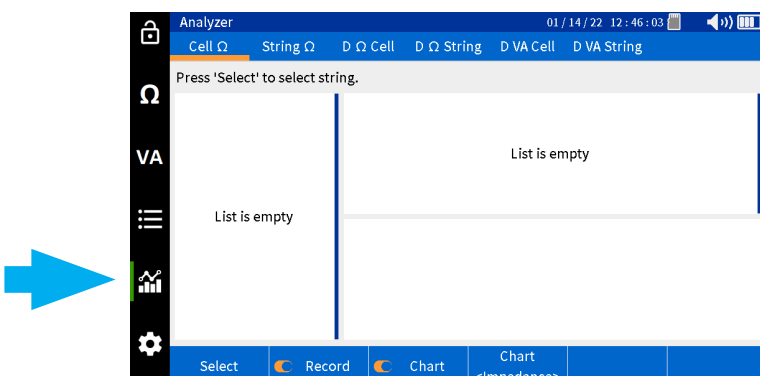 Analyzer 01/14/22 12:46:03
Cell Ω String Ω D Ω Cell D Ω String D VA Cell D VA String
Press 'Select' to select string.
Ω
VA
List is empty
List is empty
Select Record Chart Chart